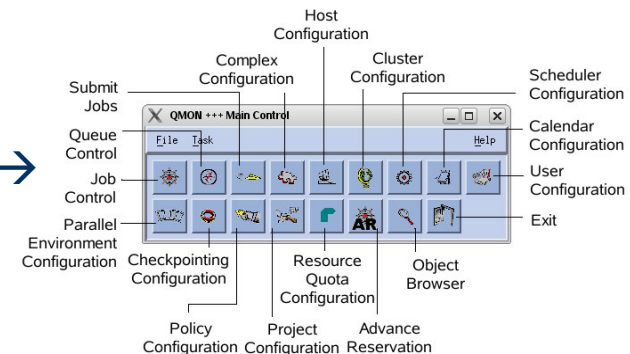 Host
Configuration
Complex
Configuration
Cluster
Configuration
Submit
Jobs
Scheduler
Configuration
QMON +++ Main Control
File Task Help
Queue
Control
Calendar
Configuration
Job
Control
User
Configuration
Parallel
Environment
Configuration
AR
Exit
Checkpointing
Configuration
Resource
Quota
Configuration
Object
Browser
Policy
Configuration
Project
Configuration
Advance
Reservation